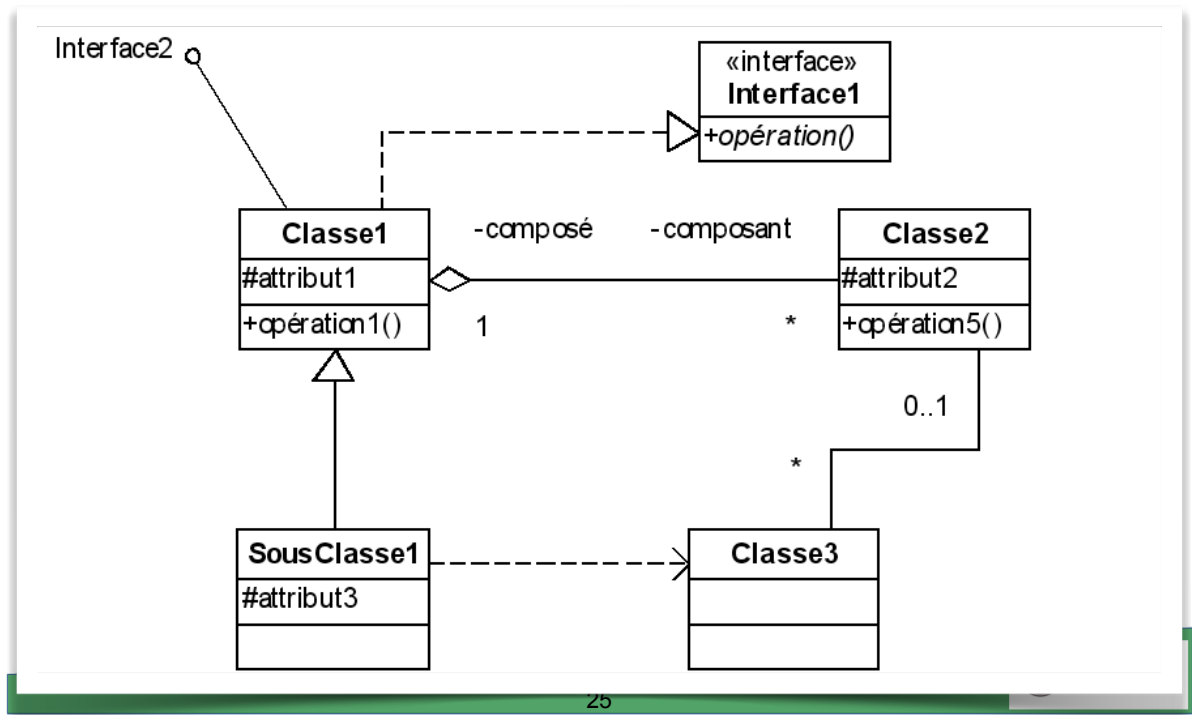 Interface2
«interface»
Interface1
+opération()
Classe1
#attribut1
+opération1()
-composé
-composant
1
*
Classe2
#attribut2
+opération5()
0..1
*
SousClasse1
#attribut3
Classe3
25